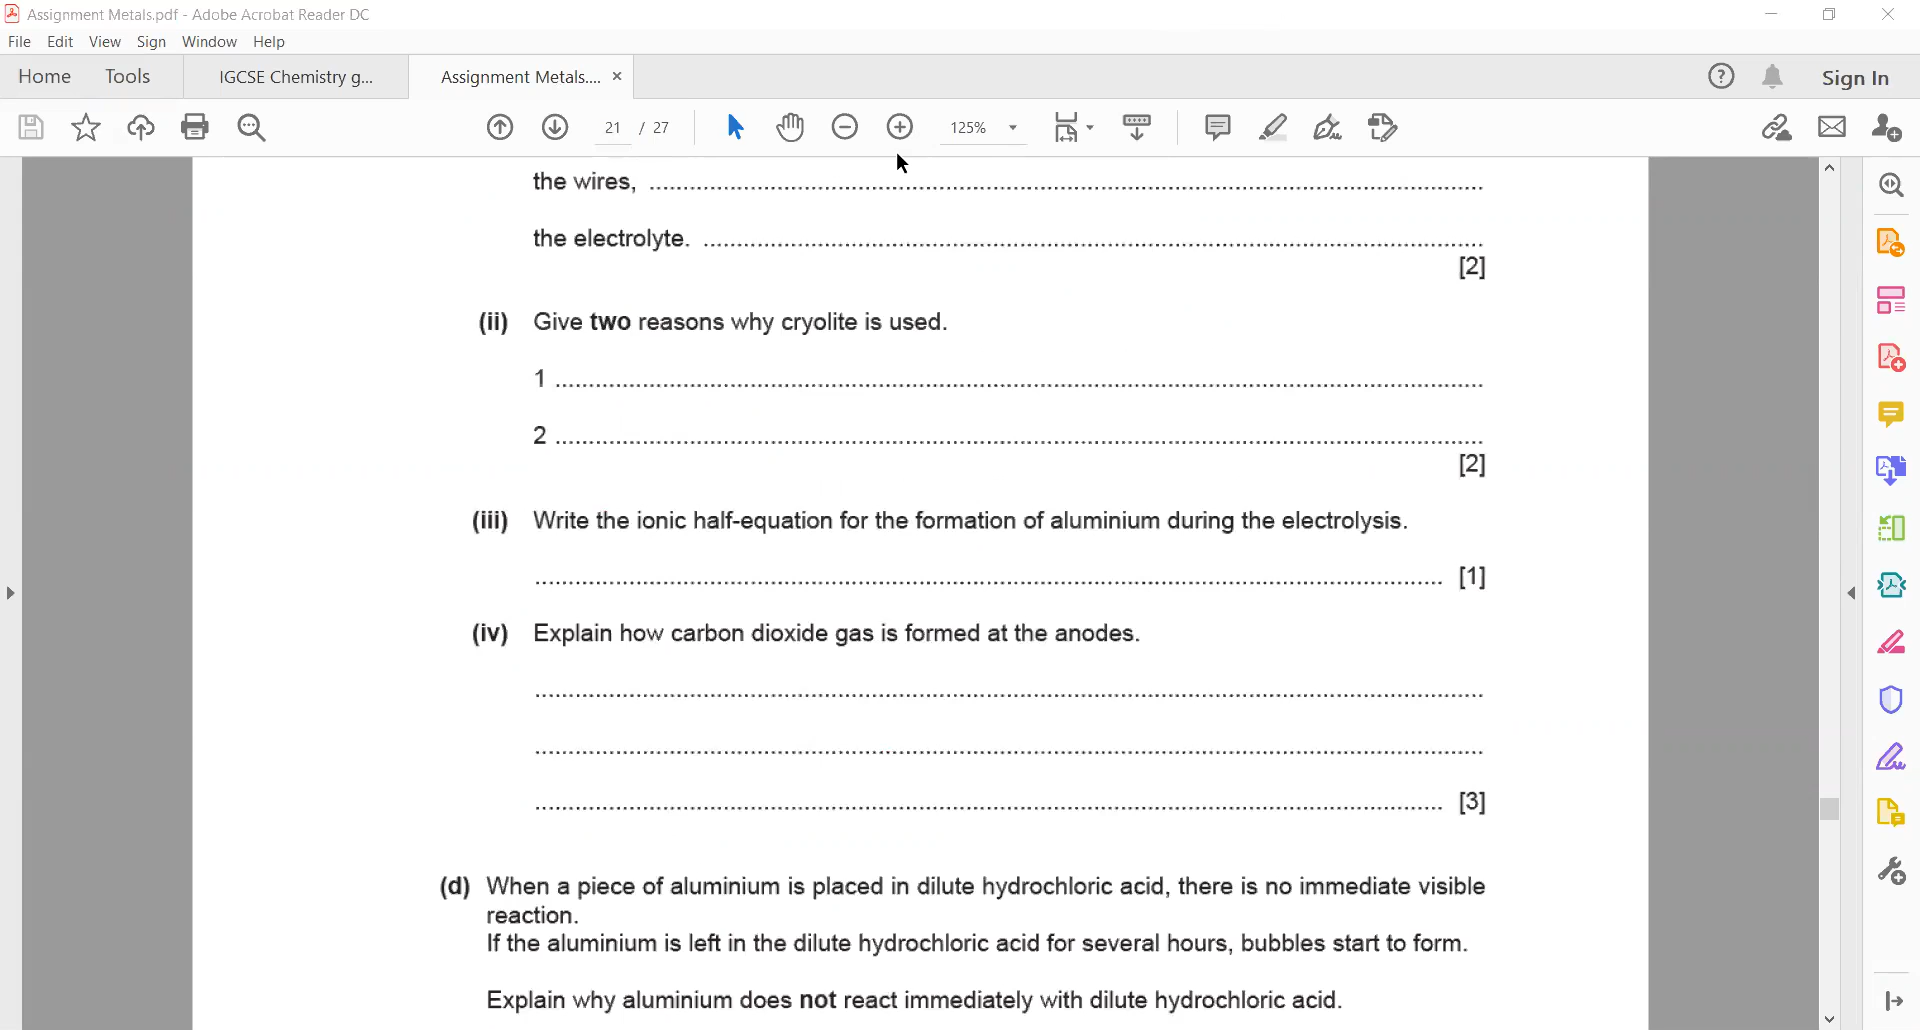 Assignment Metals.pdf - Adobe Acrobat Reader DC
File Edit View Sign Window Help
Home Tools IGCSE Chemistry g... Assignment Metals.... × Sign In
21 / 27 125%
the wires, ........................................
the electrolyte. ........................................
[2]
(ii) Give two reasons why cryolite is used.
1 ........................................
2 ........................................
[2]
(iii) Write the ionic half-equation for the formation of aluminium during the electrolysis.
........................................ [1]
(iv) Explain how carbon dioxide gas is formed at the anodes.
........................................
........................................
........................................ [3]
(d) When a piece of aluminium is placed in dilute hydrochloric acid, there is no immediate visible
reaction.
If the aluminium is left in the dilute hydrochloric acid for several hours, bubbles start to form.
Explain why aluminium does not react immediately with dilute hydrochloric acid.